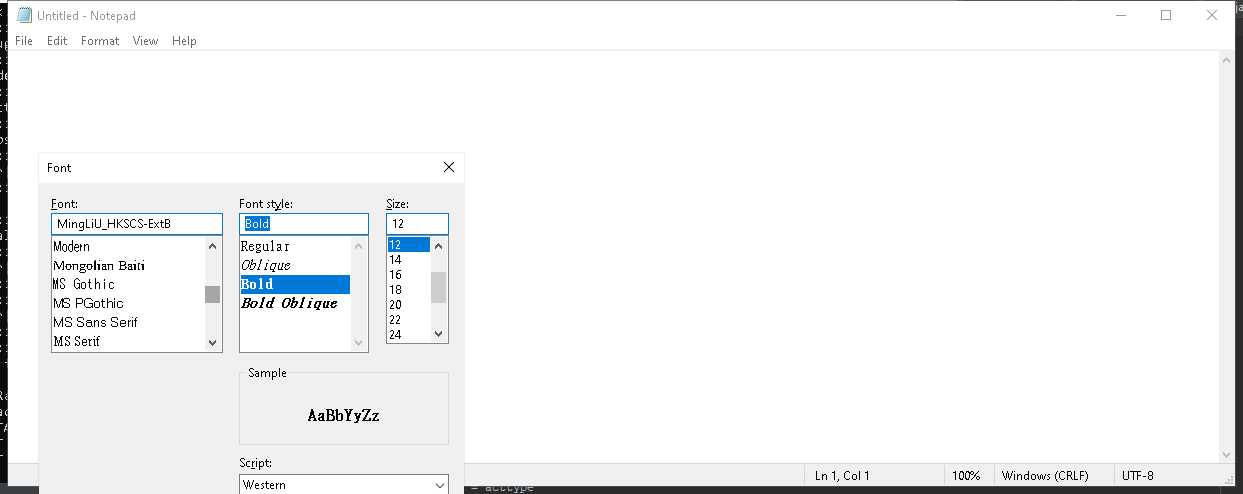 Untitled - Notepad
File Edit Format View Help
Font
Font: Font style: Size:
MingLiU_HKSCS-ExtB Bold 12
Modern Regular 12
Mongolian Baiti Oblique 14
MS Gothic Bold 16
MS PGothic Bold Oblique 18
MS Sans Serif 20
MS Serif 22
24
Sample
AaBbYyZz
Script:
Western
Ln 1, Col 1 100% Windows (CRLF) UTF-8
= acctype